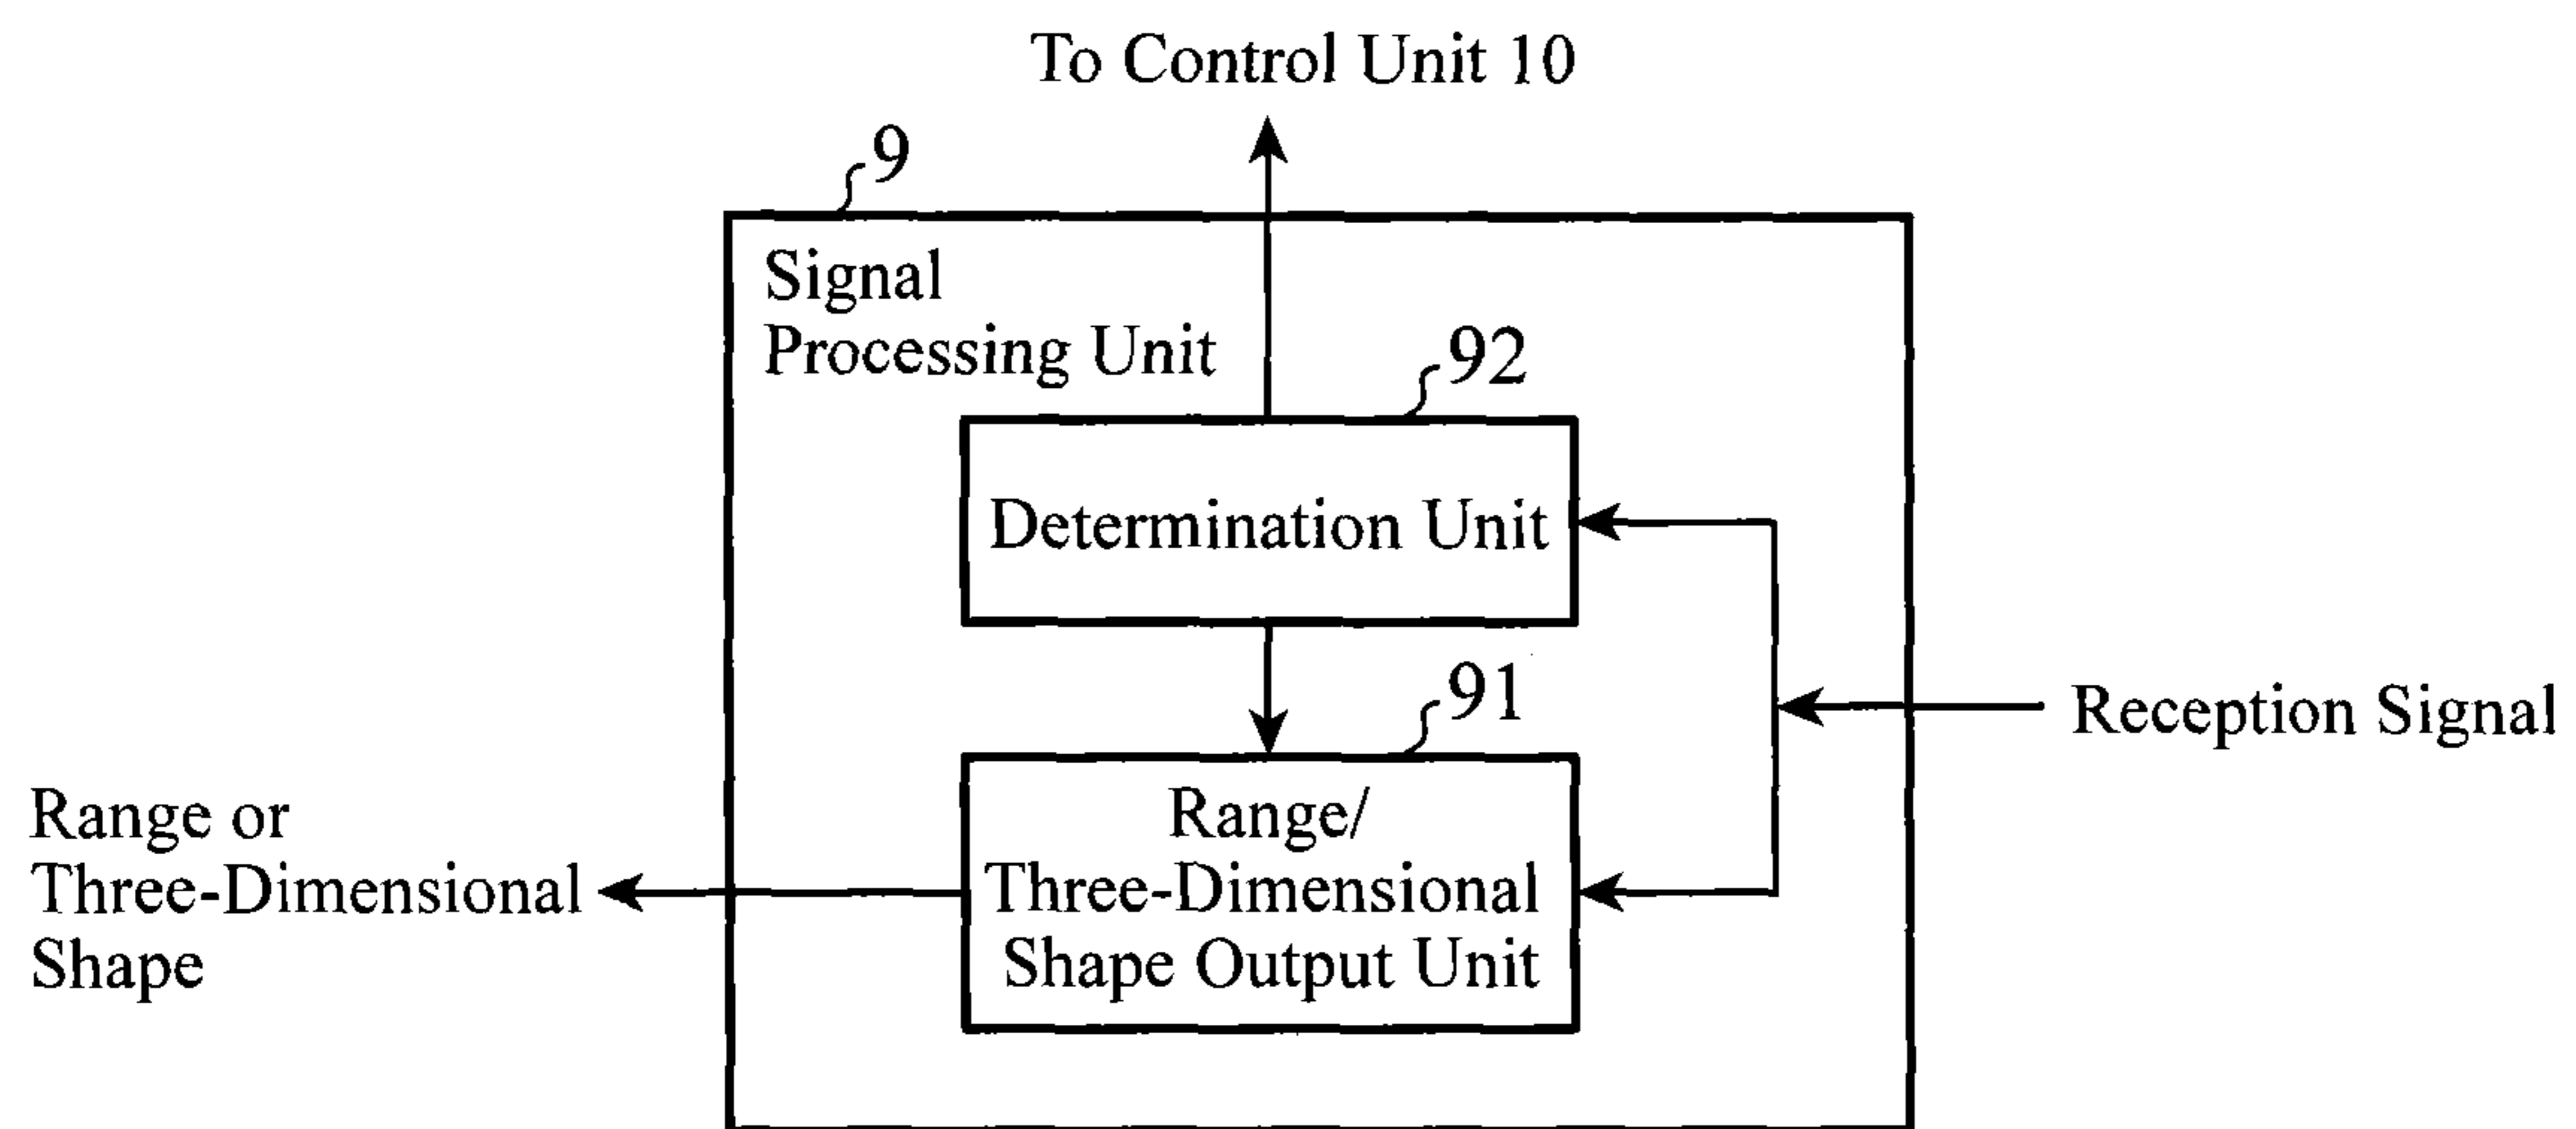 To Control Unit 10
9
Signal
Processing Unit
92
Determination Unit
91
Reception Signal
Range/
Three-Dimensional
Shape Output Unit
Range or
Three-Dimensional
Shape